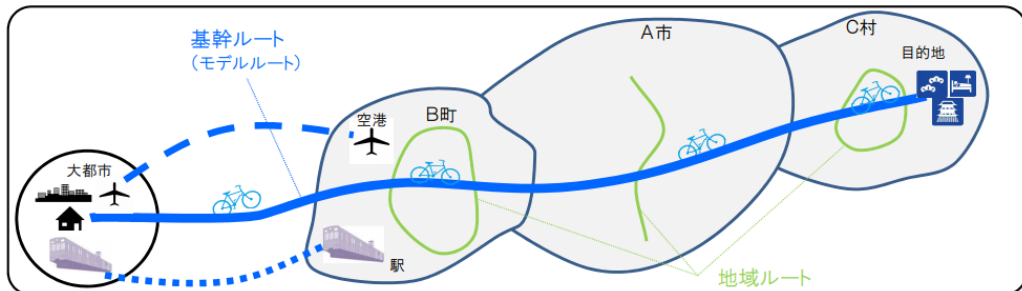 基幹ルート
（モデルルート）
A市
C村
目的地
空港
B町
大都市
駅
地域ルート